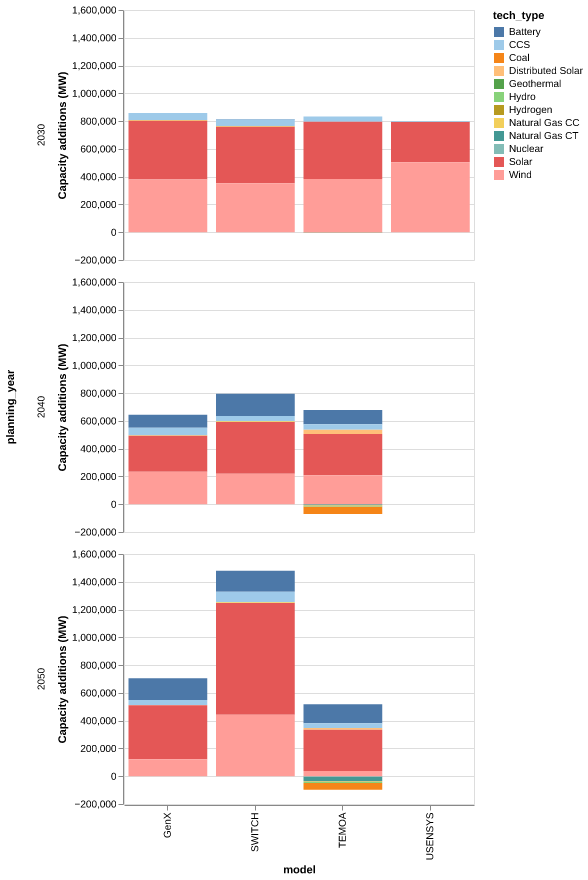 tech_type
Battery
CCS
Coal
Distributed Solar
Geothermal
Hydro
Hydrogen
Natural Gas CC
Natural Gas CT
Nuclear
Solar
Wind
planning_year
2030
Capacity additions (MW)
1,600,000
1,400,000
1,200,000
1,000,000
800,000
600,000
400,000
200,000
0
−200,000
2040
Capacity additions (MW)
1,600,000
1,400,000
1,200,000
1,000,000
800,000
600,000
400,000
200,000
0
−200,000
2050
Capacity additions (MW)
1,600,000
1,400,000
1,200,000
1,000,000
800,000
600,000
400,000
200,000
0
−200,000
GenX
SWITCH
TEMOA
USENSYS
model